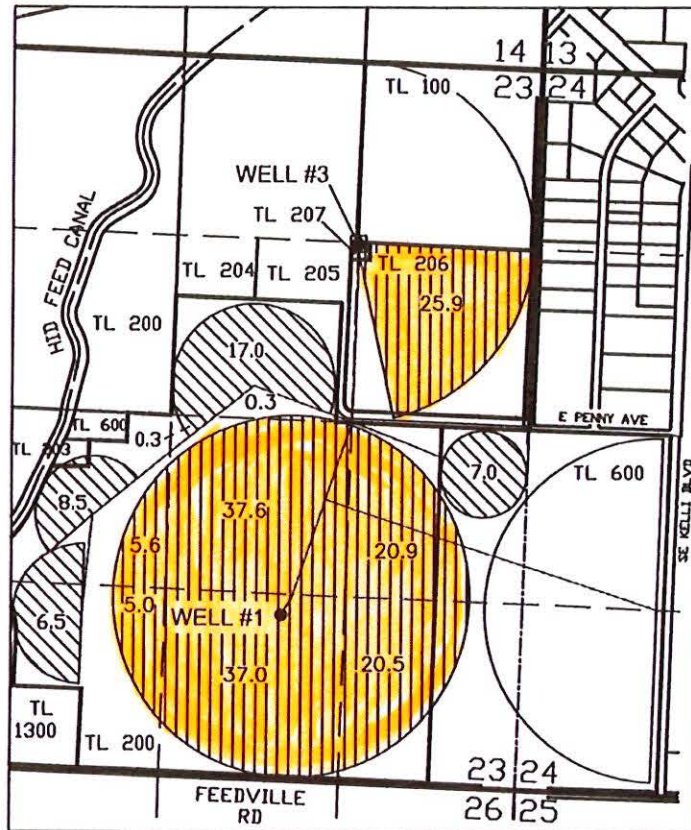 14 13
TL 100
23 24
WELL #3
TL 207
HID FEED CANAL
TL 206
TL 204
TL 205
25.9
TL 200
17.0
0.3
E PENNY AVE
TL 600
0.3
TL 600
7.0
SE KELLI BLVD
8.5
37.6
5.6
20.9
5.0
WELL #1
6.5
37.0
20.5
TL
1300
TL 200
23 24
FEEDVILLE
RD
26 25